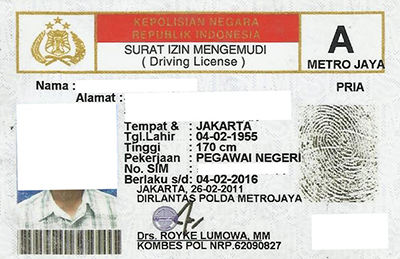 KEPOLISIAN NEGARA
REPUBLIK INDONESIA
SURAT IZIN MENGEMUDI
( Driving License )
A
METRO JAYA
PRIA
Nama :
Alamat :
Tempat & : JAKARTA
Tgl.Lahir : 04-02-1955
Tinggi : 170 cm
Pekerjaan : PEGAWAI NEGERI
No. SIM :
Berlaku s/d : 04-02-2016
JAKARTA, 26-02-2011
DIRLANTAS POLDA METROJAYA
Drs. ROYKE LUMOWA, MM
KOMBES POL NRP.62090827